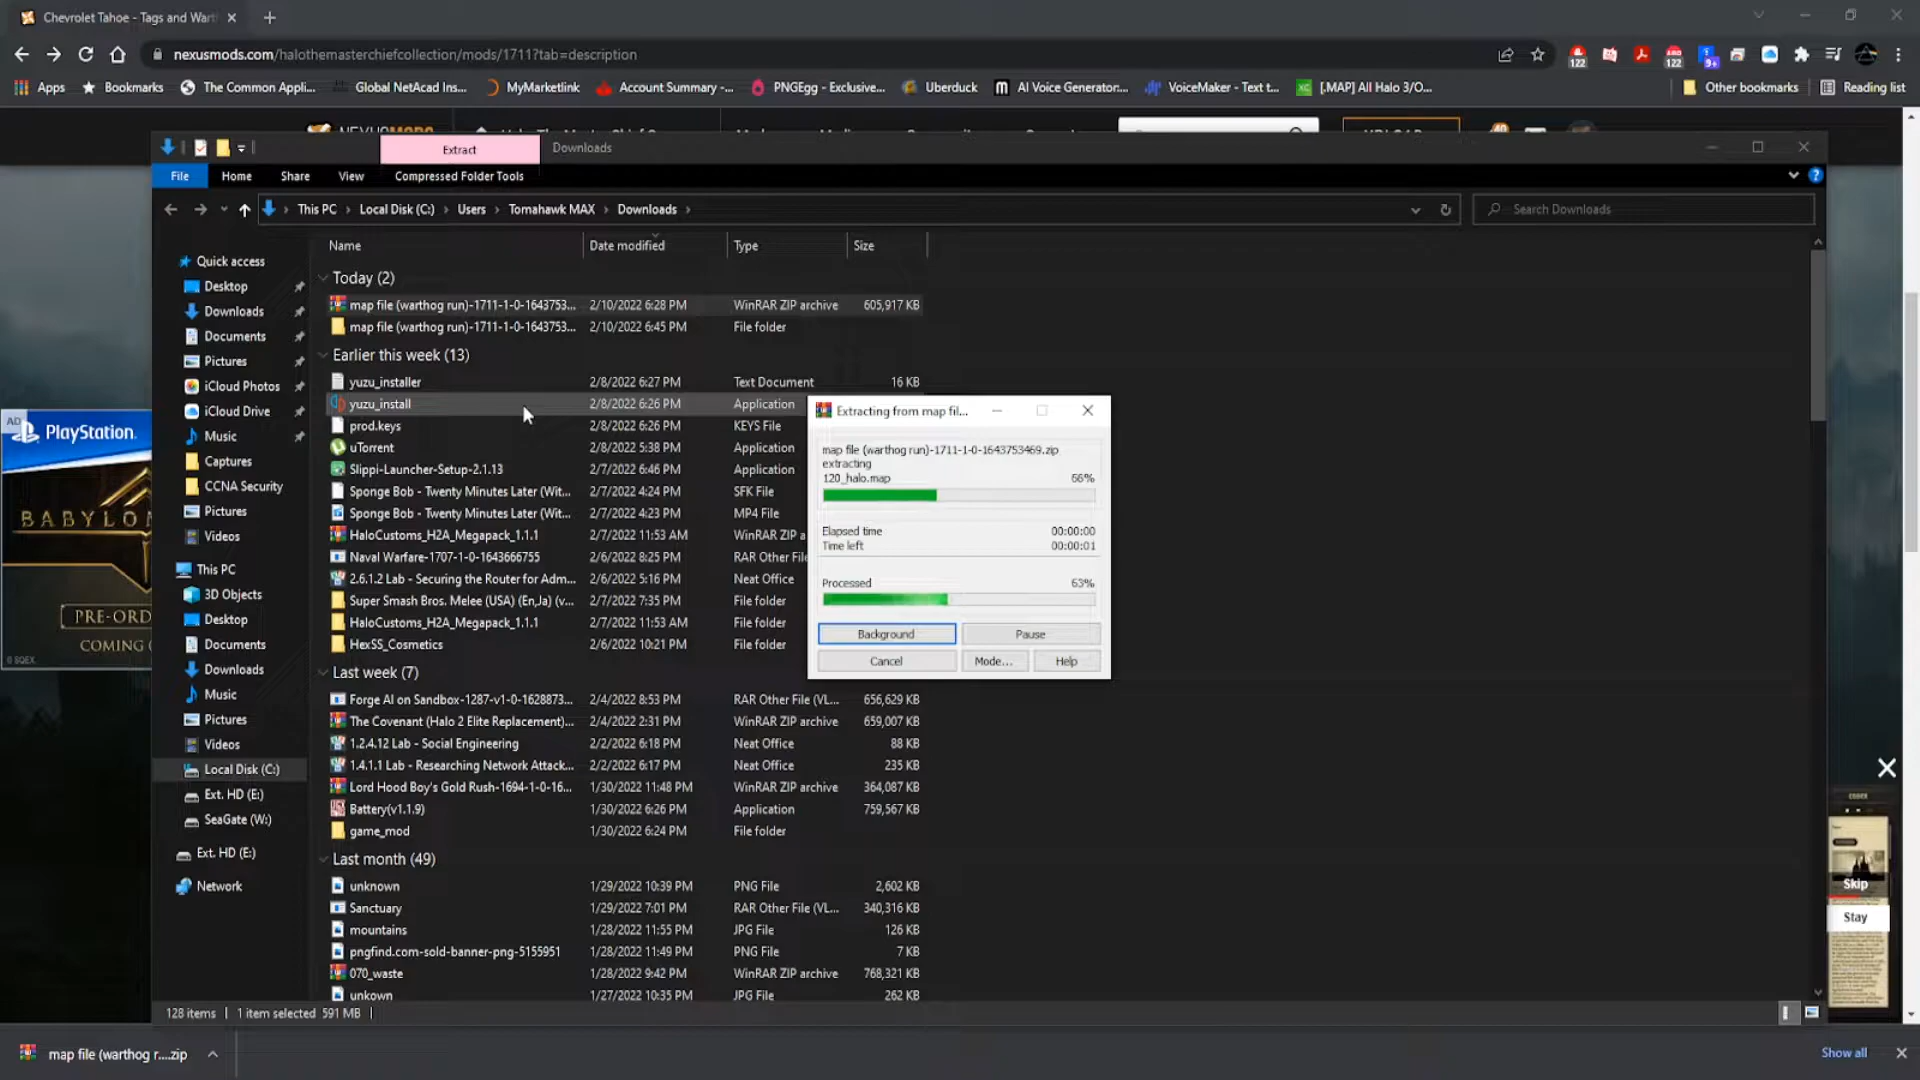 Chevrolet Tahoe - Tags and Wart
nexusmods.com/halothemasterchiefcollection/mods/1711?tab=description
122
122
9+
Apps
Bookmarks
The Common Appli...
Global NetAcad Ins...
MyMarketlink
Account Summary -...
PNGEgg - Exclusive...
Uberduck
AI Voice Generator:...
VoiceMaker - Text t...
[.MAP] All Halo 3/O...
Other bookmarks
Reading list
Extract
Downloads
File
Home
Share
View
Compressed Folder Tools
This PC
Local Disk (C:)
Users
Tomahawk MAX
Downloads
Search Downloads
Name
Date modified
Type
Size
Quick access
Desktop
Downloads
Documents
Pictures
iCloud Photos
iCloud Drive
Music
Captures
CCNA Security
Pictures
Videos
This PC
3D Objects
Desktop
Documents
Downloads
Music
Pictures
Videos
Local Disk (C:)
Ext. HD (E:)
SeaGate (W:)
Ext. HD (E:)
Network
Today (2)
map file (warthog run)-1711-1-0-1643753... 2/10/2022 6:28 PM WinRAR ZIP archive 605,917 KB
map file (warthog run)-1711-1-0-1643753... 2/10/2022 6:45 PM File folder
Earlier this week (13)
yuzu_installer 2/8/2022 6:27 PM Text Document 16 KB
yuzu_install 2/8/2022 6:26 PM Application
prod.keys 2/8/2022 6:26 PM KEYS File
uTorrent 2/8/2022 5:38 PM Application
Slippi-Launcher-Setup-2.1.13 2/7/2022 6:46 PM Application
Sponge Bob - Twenty Minutes Later (Wit... 2/7/2022 4:24 PM SFK File
Sponge Bob - Twenty Minutes Later (Wit... 2/7/2022 4:23 PM MP4 File
HaloCustoms_H2A_Megapack_1.1.1 2/7/2022 11:53 AM WinRAR ZIP a
Naval Warfare-1707-1-0-1643666755 2/6/2022 8:25 PM RAR Other File
2.6.1.2 Lab - Securing the Router for Adm... 2/6/2022 5:16 PM Neat Office
Super Smash Bros. Melee (USA) (En,Ja) (v... 2/7/2022 7:35 PM File folder
HaloCustoms_H2A_Megapack_1.1.1 2/7/2022 11:53 AM File folder
HexSS_Cosmetics 2/6/2022 10:21 PM File folder
Last week (7)
Forge AI on Sandbox-1287-v1-0-1628873... 2/4/2022 8:53 PM RAR Other File (VL... 656,629 KB
The Covenant (Halo 2 Elite Replacement)... 2/4/2022 2:31 PM WinRAR ZIP archive 659,007 KB
1.2.4.12 Lab - Social Engineering 2/2/2022 6:18 PM Neat Office 88 KB
1.4.1.1 Lab - Researching Network Attack... 2/2/2022 6:17 PM Neat Office 235 KB
Lord Hood Boy's Gold Rush-1694-1-0-16... 1/30/2022 11:48 PM WinRAR ZIP archive 364,087 KB
Battery(v1.1.9) 1/30/2022 6:26 PM Application 759,567 KB
game_mod 1/30/2022 6:24 PM File folder
Last month (49)
unknown 1/29/2022 10:39 PM PNG File 2,602 KB
Sanctuary 1/29/2022 7:01 PM RAR Other File (VL... 340,316 KB
mountains 1/28/2022 11:55 PM JPG File 126 KB
pngfind.com-sold-banner-png-5155951 1/28/2022 11:49 PM PNG File 7 KB
070_waste 1/28/2022 9:42 PM WinRAR ZIP archive 768,321 KB
unkown 1/27/2022 10:35 PM JPG File 262 KB
Extracting from map fil...
map file (warthog run)-1711-1-0-1643753469.zip
extracting
120_halo.map 66%
Elapsed time 00:00:00
Time left 00:00:01
Processed 63%
Background
Pause
Cancel
Mode...
Help
AD
PlayStation.
BABYLO
PRE-ORD
COMING
© SQEX
Skip
Stay
128 items
1 item selected 591 MB
map file (warthog r....zip
Show all